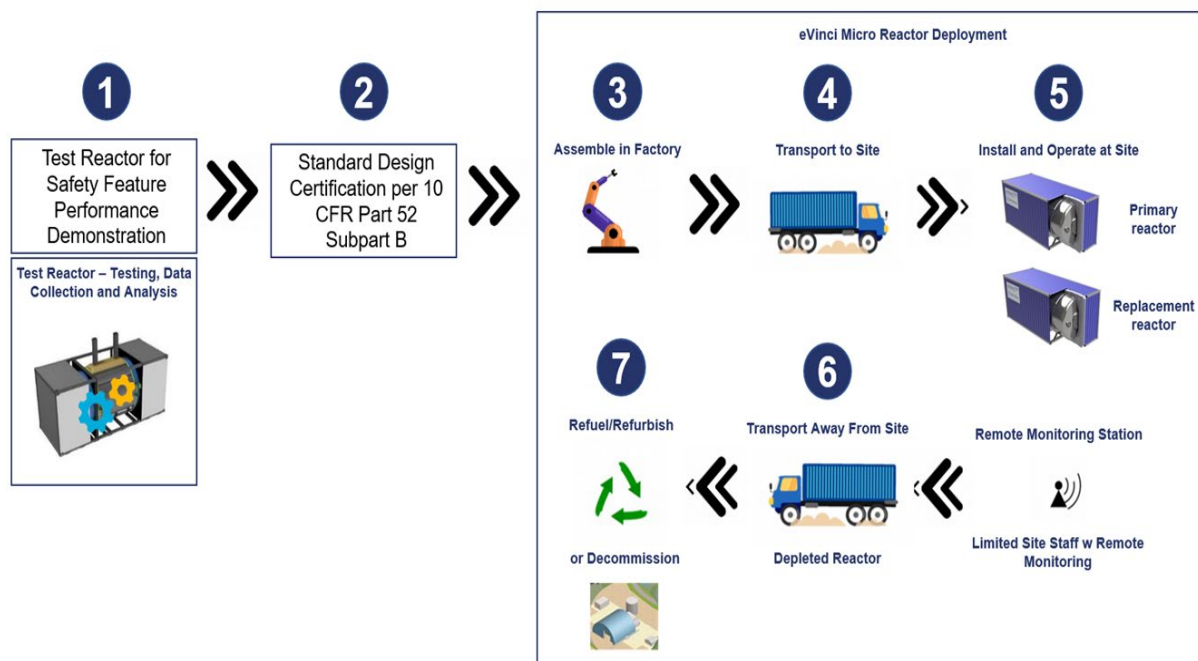 eVinci Micro Reactor Deployment
1
Test Reactor for
Safety Feature
Performance
Demonstration
Test Reactor – Testing, Data
Collection and Analysis
2
Standard Design
Certification per 10
CFR Part 52
Subpart B
3
Assemble in Factory
4
Transport to Site
5
Install and Operate at Site
Primary
reactor
Replacement
reactor
Remote Monitoring Station
Limited Site Staff w Remote
Monitoring
6
Transport Away From Site
Depleted Reactor
7
Refuel/Refurbish
or Decommission